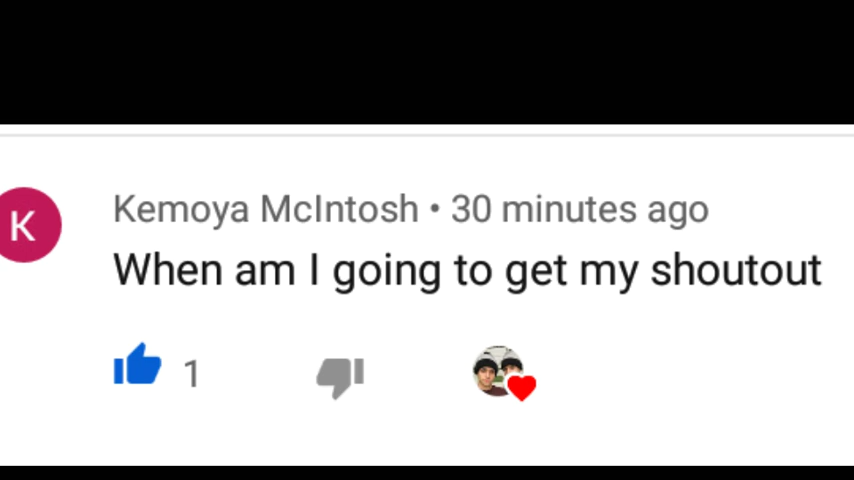 K
Kemoya McIntosh • 30 minutes ago
When am I going to get my shoutout
1